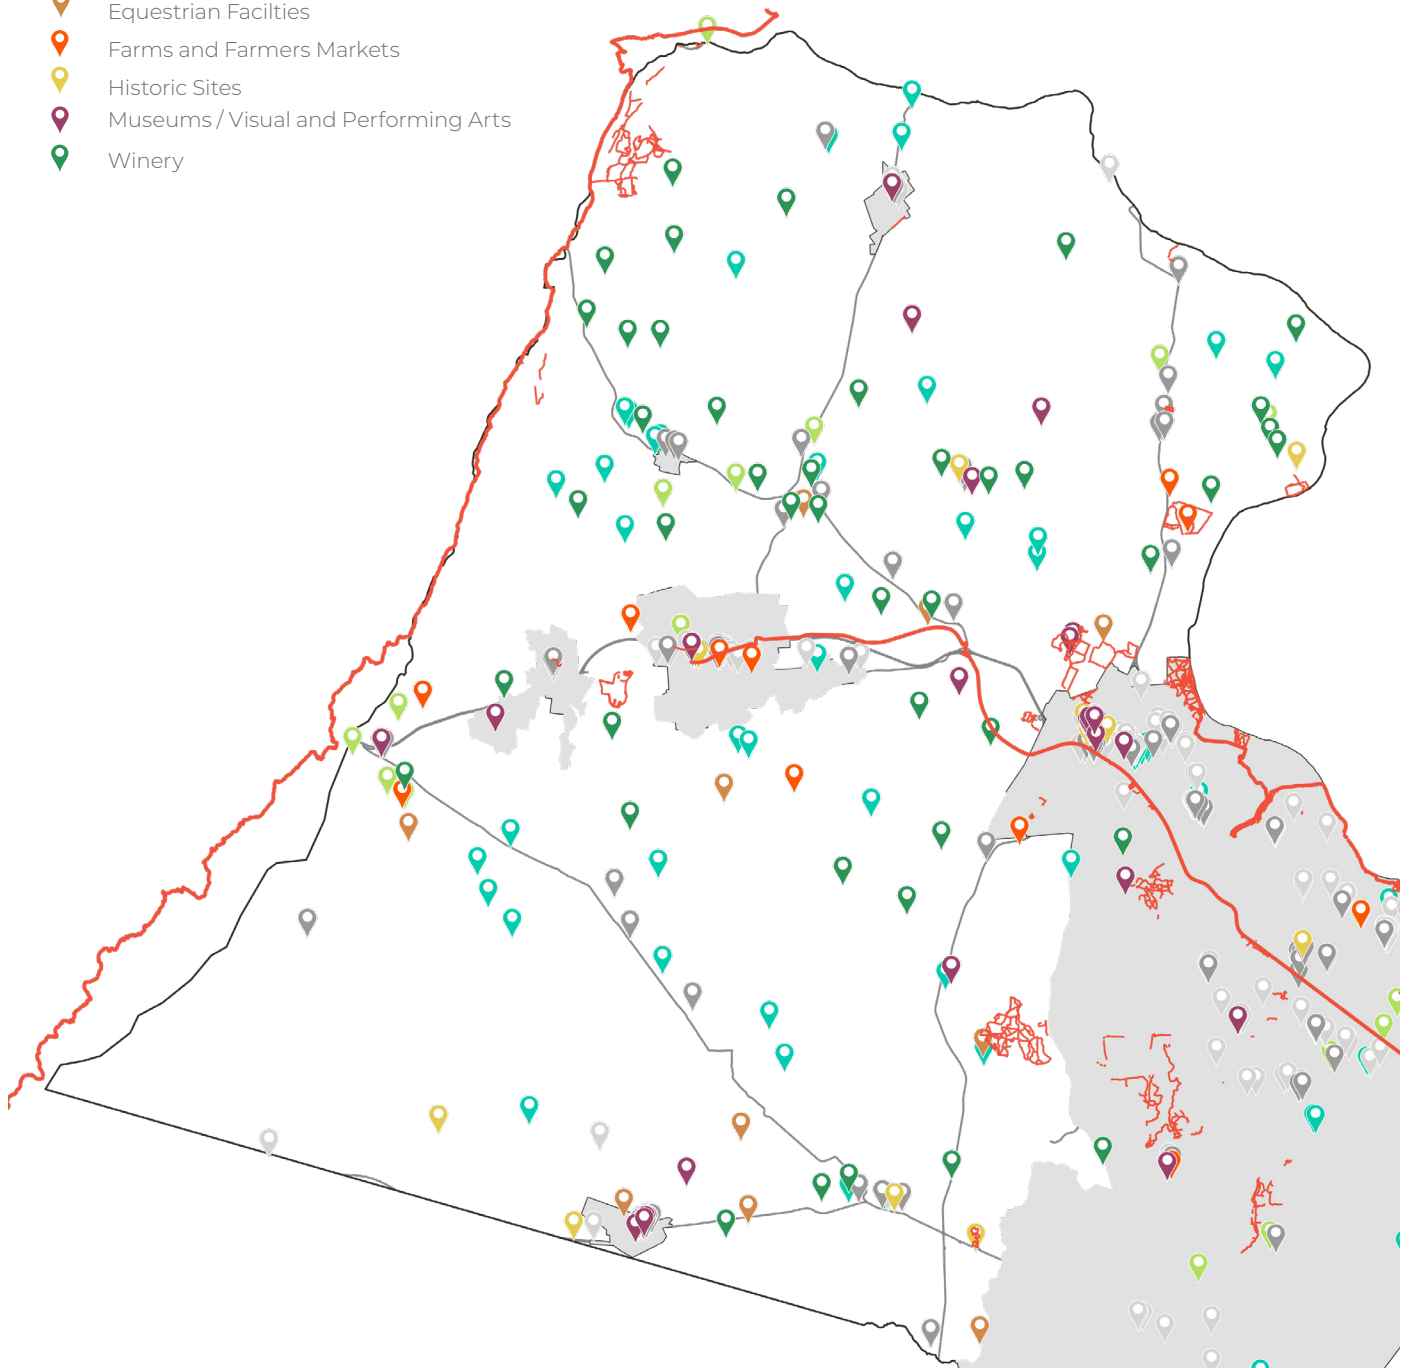 Equestrian Facilties
Farms and Farmers Markets
Historic Sites
Museums / Visual and Performing Arts
Winery